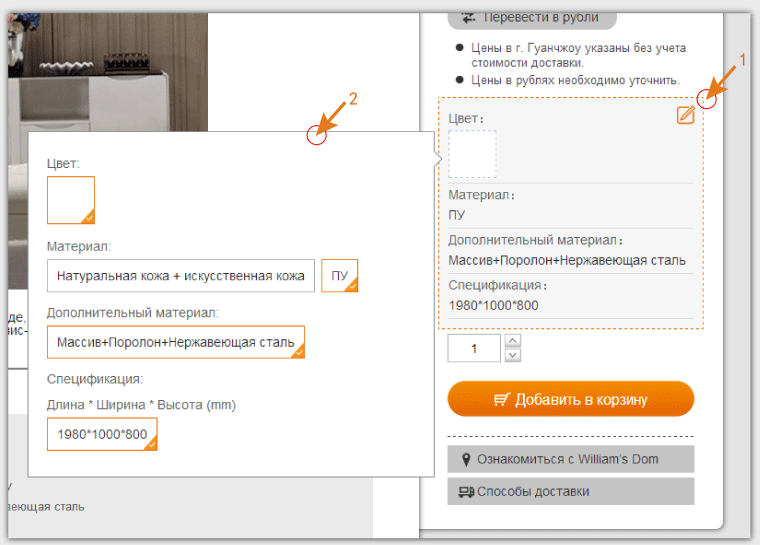 Перевести в рубли
Цены в г. Гуанчжоу указаны без учета
стоимости доставки.
Цены в рублях необходимо уточнить.
1
2
Цвет:
Материал:
Натуральная кожа + искусственная кожа
ПУ
Дополнительный материал:
Массив+Поролон+Нержавеющая сталь
Спецификация:
Длина * Ширина * Высота (mm)
1980*1000*800
Цвет:
Материал:
ПУ
Дополнительный материал:
Массив+Поролон+Нержавеющая сталь
Спецификация:
1980*1000*800
1
Добавить в корзину
Ознакомиться с William's Dom
Способы доставки
сталь